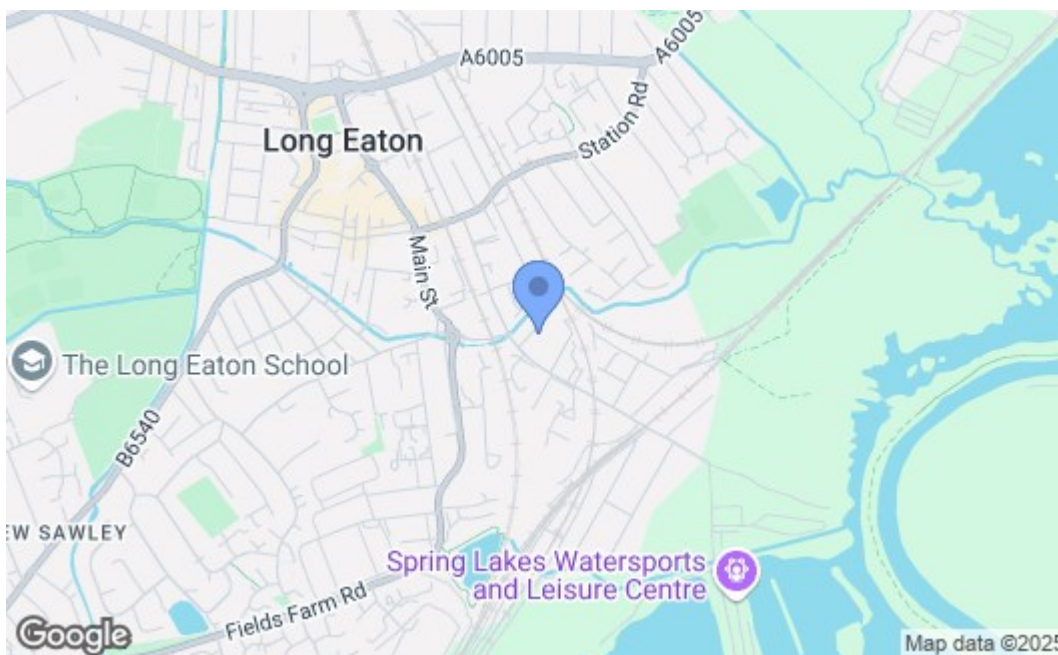 A6005
A6005
Station Rd
Long Eaton
Main St
The Long Eaton School
B6540
EW SAWLEY
Spring Lakes Watersports
and Leisure Centre
Fields Farm Rd
Google
Map data ©2025